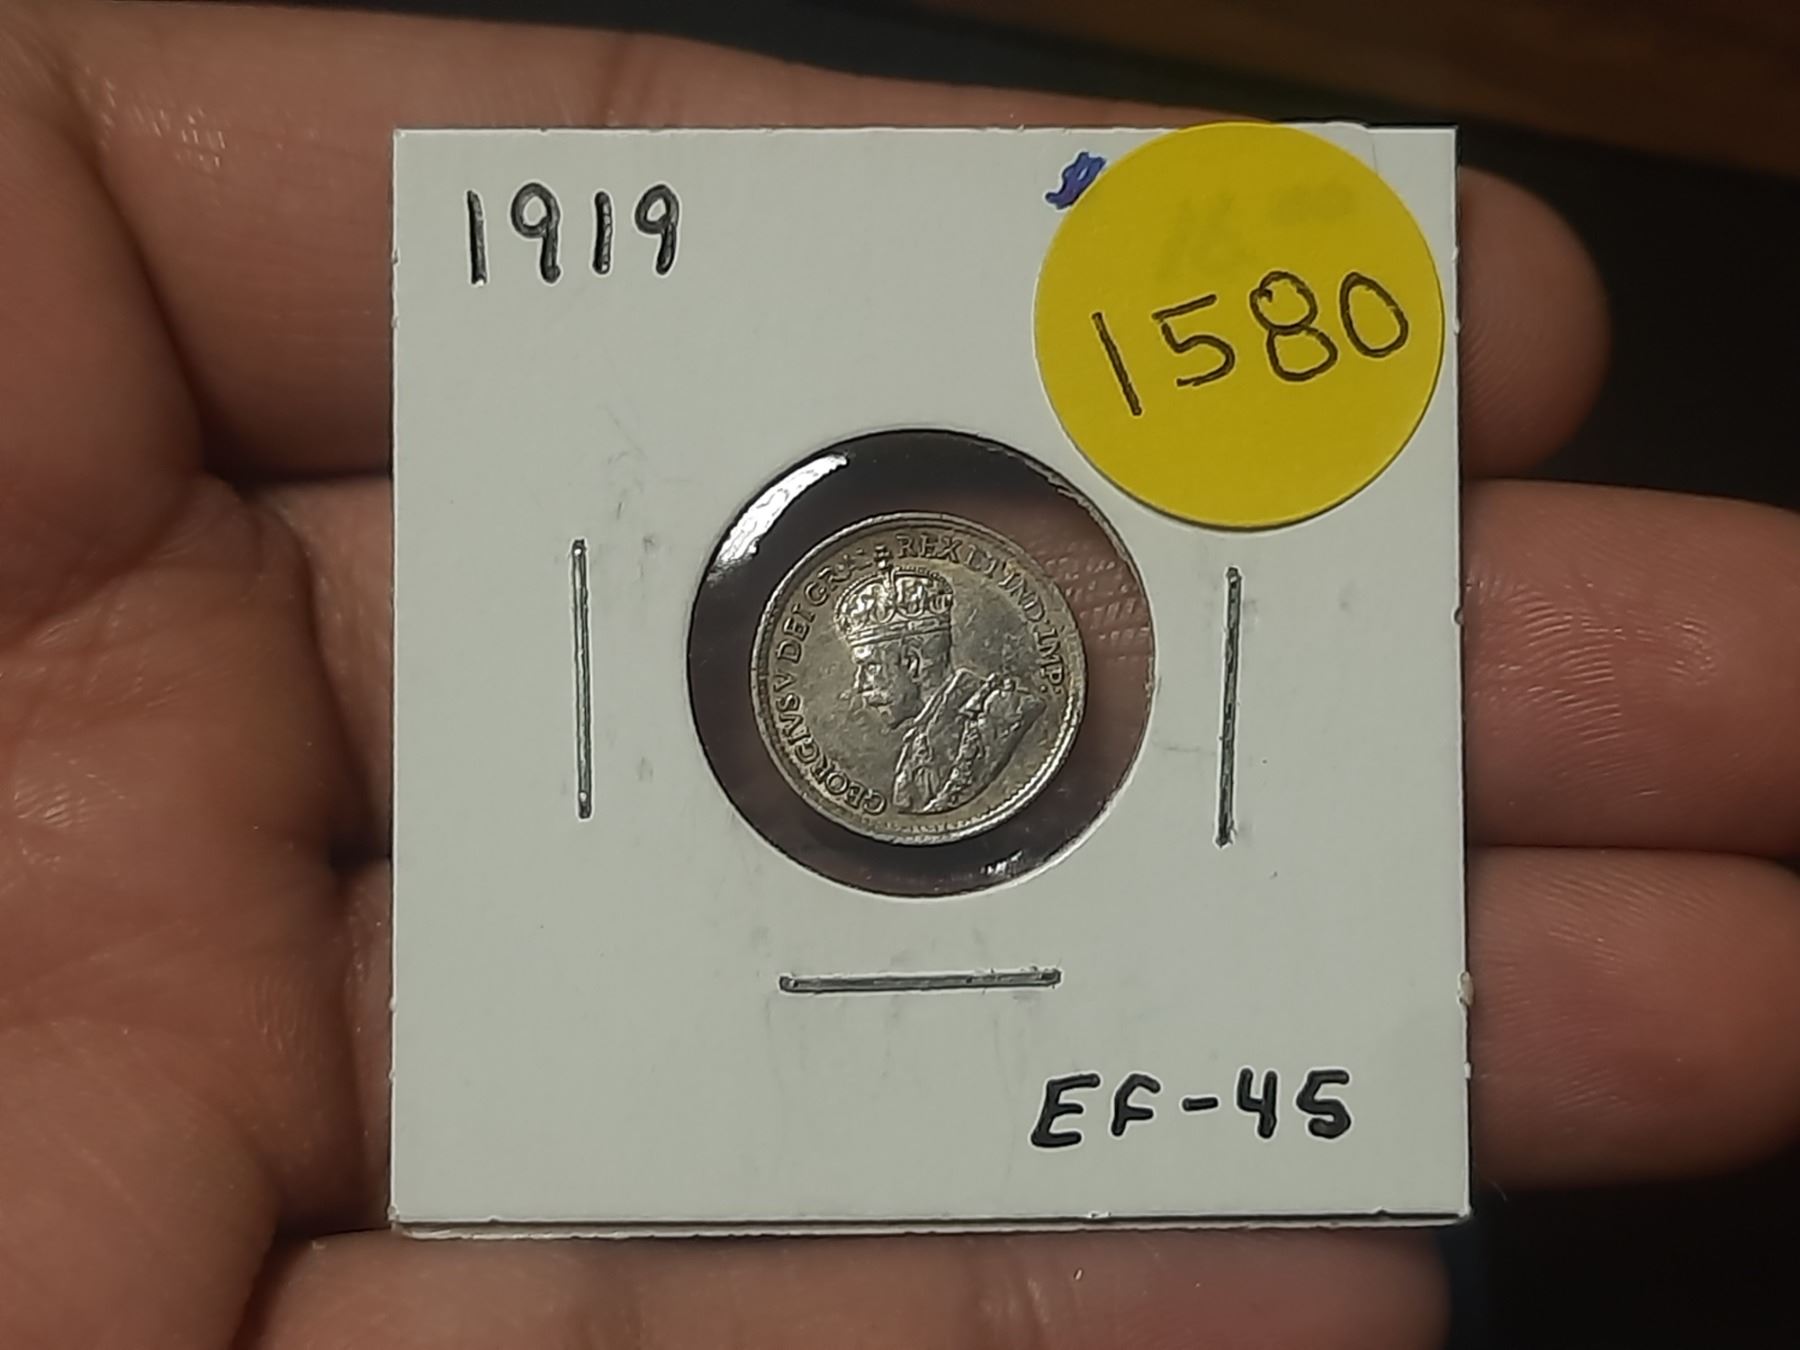 1919
1580
GEORGIVS V DEI GRA: REX ET IND: IMP:
EF-45